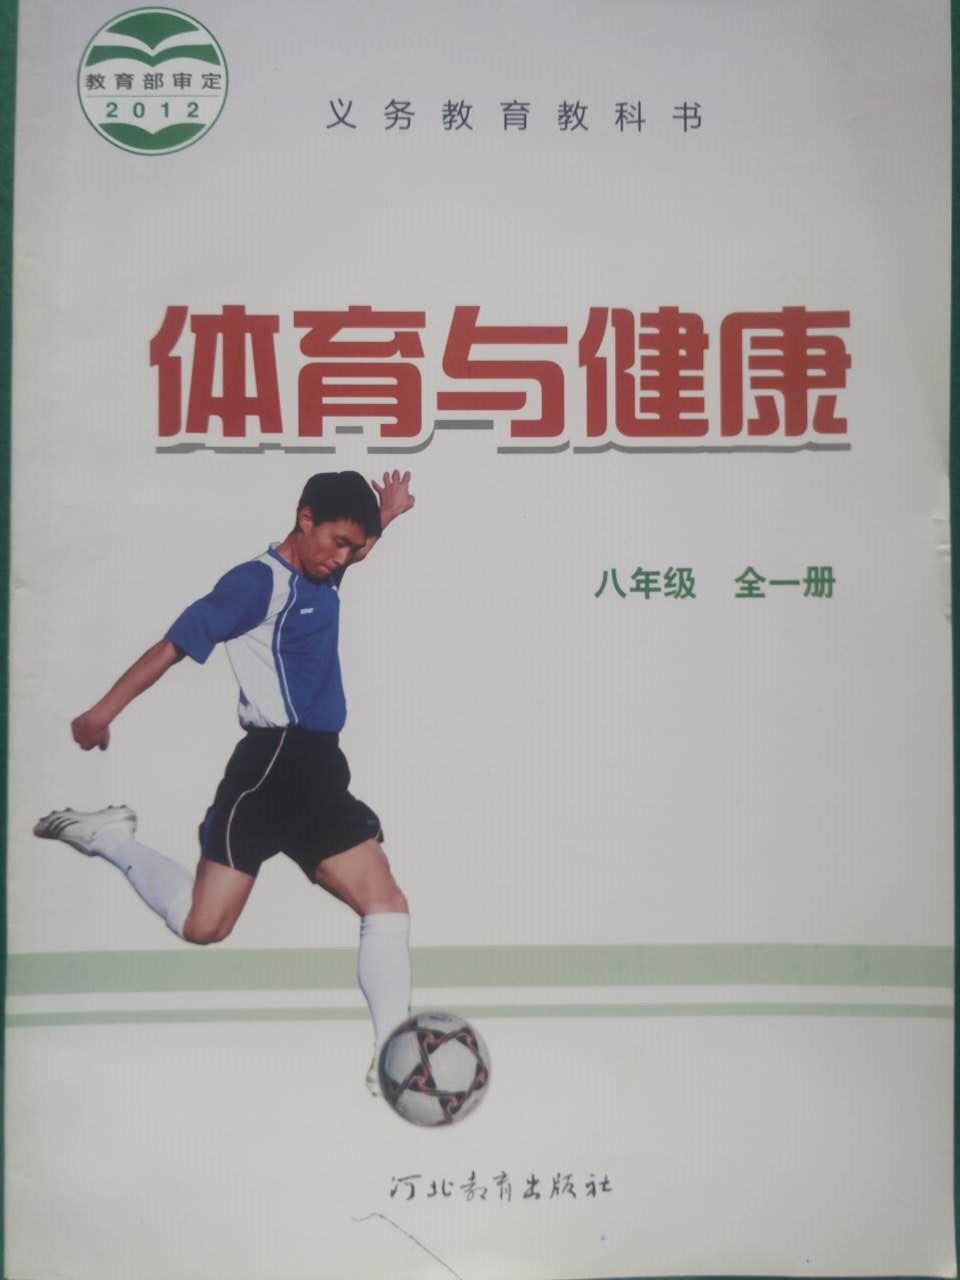 教育部审定
2012
义务教育教科书
体育与健康
八年级 全一册
河北教育出版社